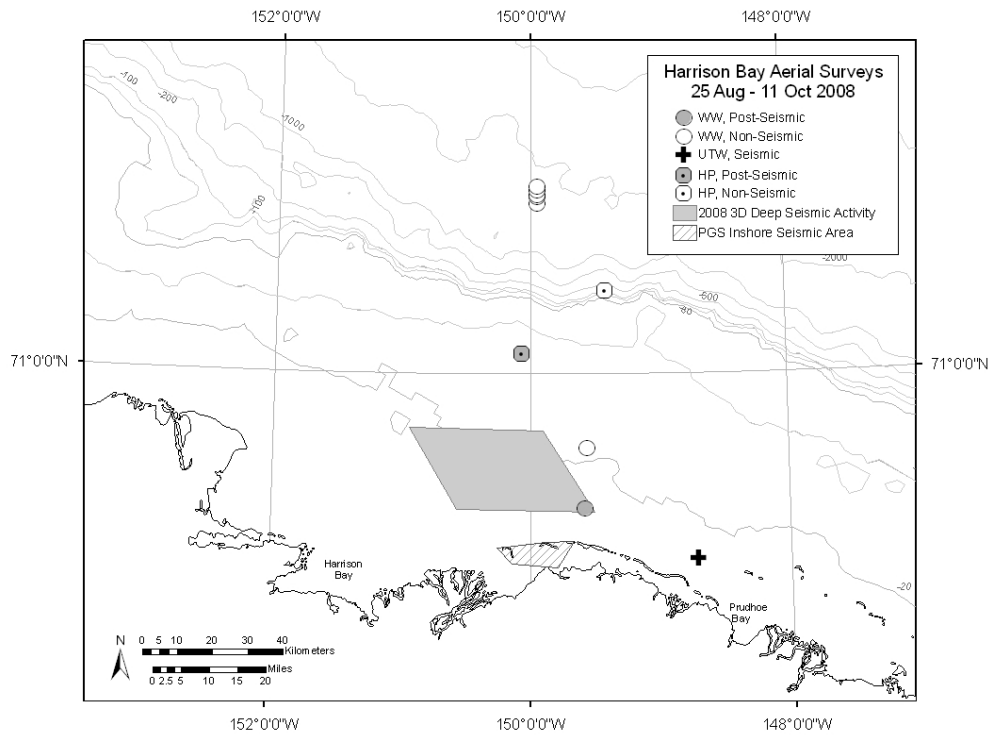 152°0'0"W 150°0'0"W 148°0'0"W
Harrison Bay Aerial Surveys
25 Aug - 11 Oct 2008
WW, Post-Seismic
WW, Non-Seismic
UTW, Seismic
HP, Post-Seismic
HP, Non-Seismic
2008 3D Deep Seismic Activity
PGS Inshore Seismic Area
-100
-200
-1000
-100
-2000
-600
-80
71°0'0"N 71°0'0"N
Harrison
Bay
-20
Prudhoe
Bay
N
0 5 10 20 30 40
Kilometers
Miles
0 2.5 5 10 15 20
152°0'0"W 150°0'0"W 148°0'0"W